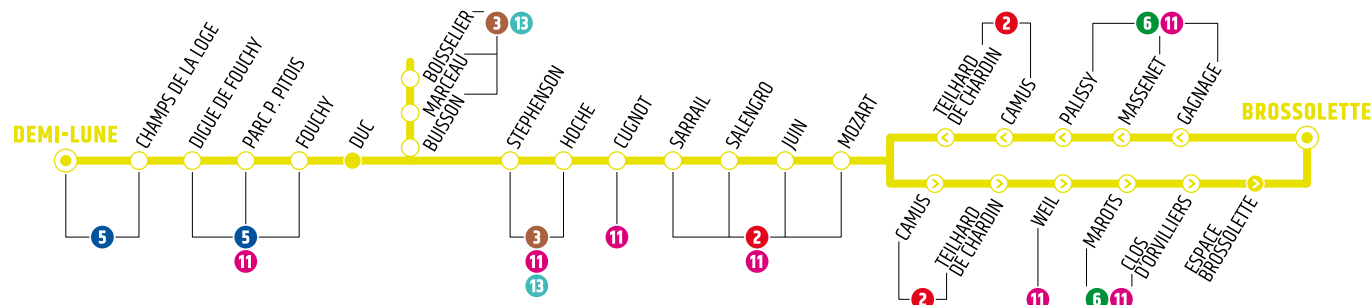 DEMI-LUNE
CHAMPS DE LA LOGE
DIGUE DE FOUCHY
PARC P. PITOIS
FOUCHY
DUC
BOISSELIER
MARCEAU
BUISSON
3 13
STEPHENSON
HOCHE
CUGNOT
SARRAIL
SALENGRO
JUIN
MOZART
2
TEILHARD
DE CHARDIN
CAMUS
6 11
PALISSY
MASSENET
GAGNAGE
BROSSOLETTE
5
5
11
3
11
13
11
2
11
CAMUS
TEILHARD
DE CHARDIN
2
WEIL
11
MAROTS
CLOS
D'ORVILLIERS
6 11
ESPACE
BROSSOLETTE